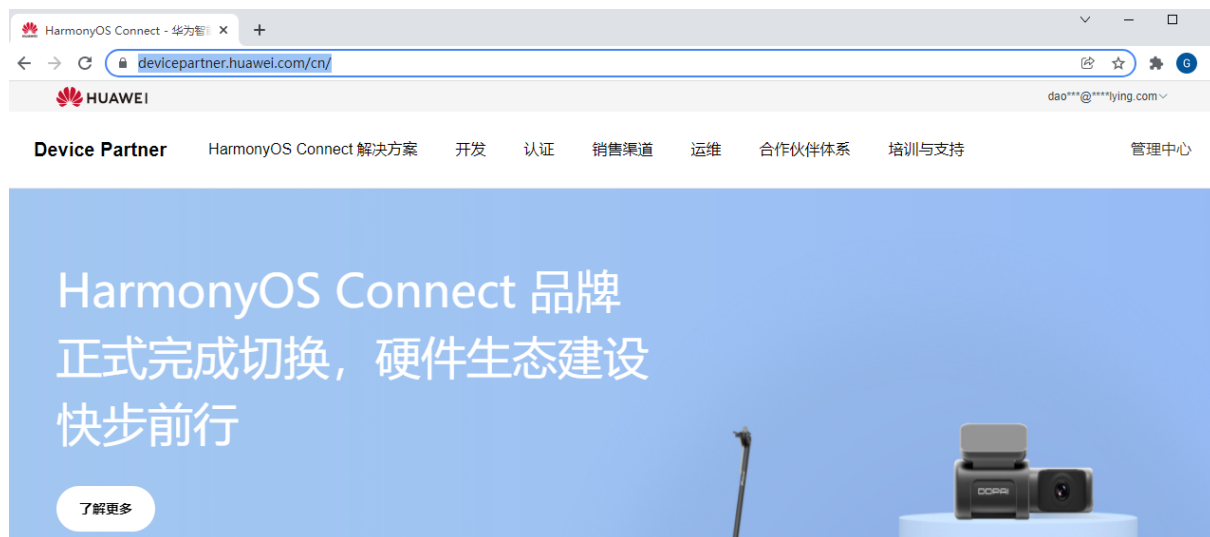 HarmonyOS Connect - 华为智
devicepartner.huawei.com/cn/
G
HUAWEI
dao***@****lying.com
Device Partner
HarmonyOS Connect 解决方案
开发
认证
销售渠道
运维
合作伙伴体系
培训与支持
管理中心
HarmonyOS Connect 品牌
正式完成切换，硬件生态建设
快步前行
了解更多
DDPAI